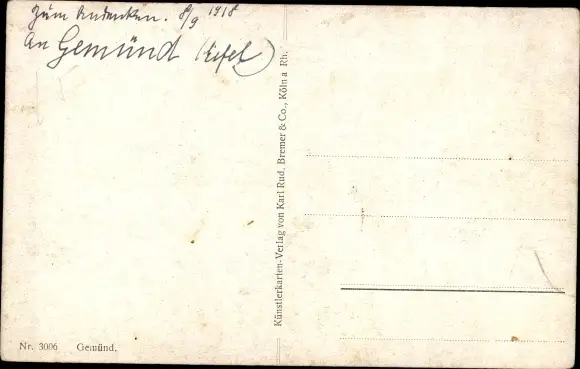 Zum Andenken. 8/9 1918
An Gemünd (Eifel)
Künstlerkarten-Verlag von Karl Rud. Bremer & Co., Köln a Rh.
Nr. 3006 Gemünd.